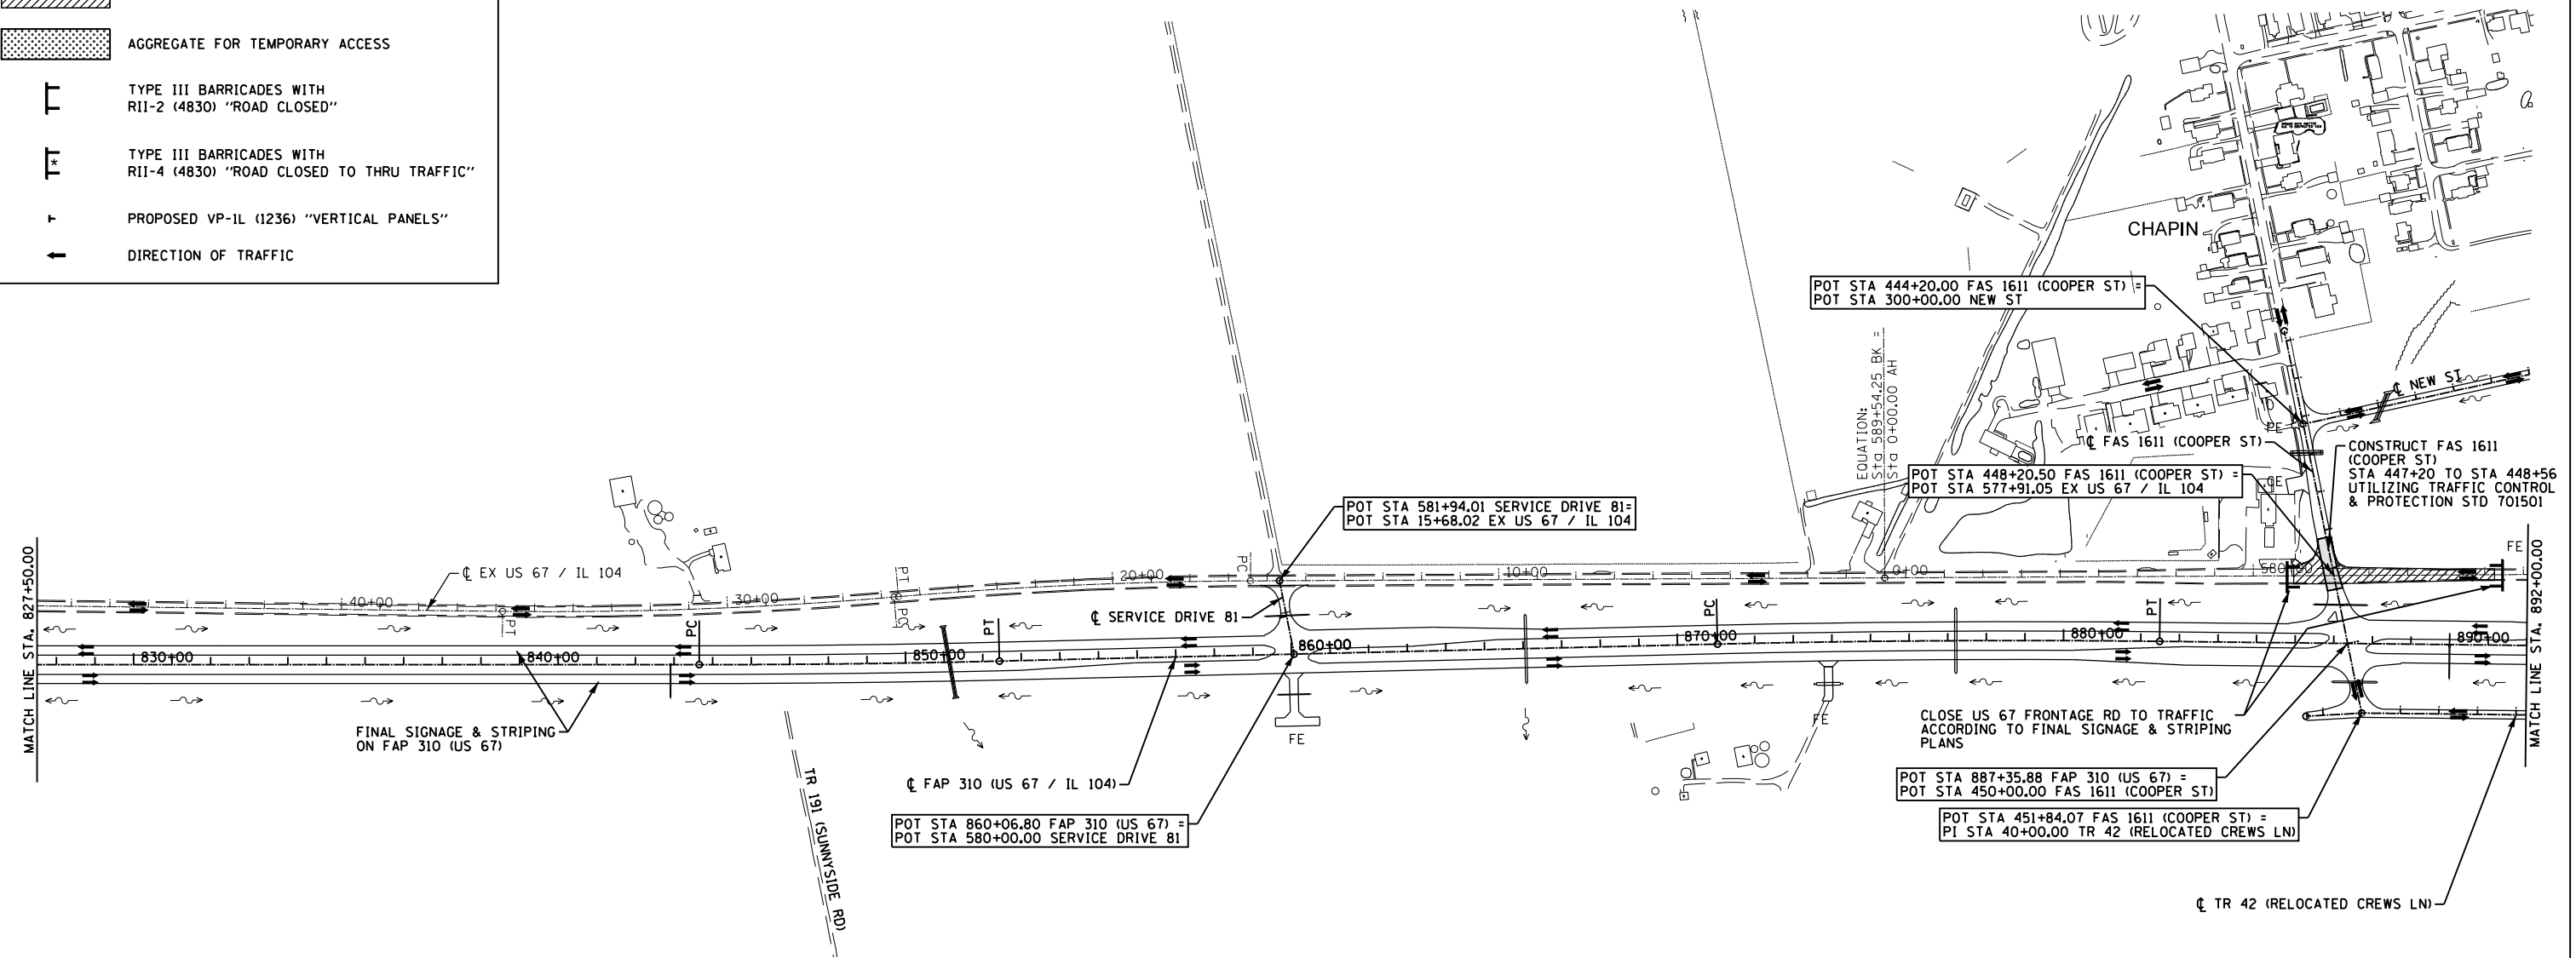 AGGREGATE FOR TEMPORARY ACCESS
TYPE III BARRICADES WITH
RII-2 (4830) "ROAD CLOSED"
*
TYPE III BARRICADES WITH
RII-4 (4830) "ROAD CLOSED TO THRU TRAFFIC"
PROPOSED VP-1L (1236) "VERTICAL PANELS"
DIRECTION OF TRAFFIC
CHAPIN
POT STA 444+20.00 FAS 1611 (COOPER ST) =
POT STA 300+00.00 NEW ST
EQUATION:
Sta 589+54.25 BK =
Sta 0+00.00 AH
℄ NEW ST
PE
℄ FAS 1611 (COOPER ST)
CONSTRUCT FAS 1611
(COOPER ST)
STA 447+20 TO STA 448+56
UTILIZING TRAFFIC CONTROL
& PROTECTION STD 701501
POT STA 448+20.50 FAS 1611 (COOPER ST) =
POT STA 577+91.05 EX US 67 / IL 104
CE
POT STA 581+94.01 SERVICE DRIVE 81=
POT STA 15+68.02 EX US 67 / IL 104
MATCH LINE STA. 827+50.00
℄ EX US 67 / IL 104
40+00
PT
30+00
PT
PC
20+00
PC
10+00
0+00
FE
MATCH LINE STA. 892+00.00
℄ SERVICE DRIVE 81
830+00
840+00
PC
850+00
PT
860+00
870+00
PC
880+00
PT
890+00
FINAL SIGNAGE & STRIPING
ON FAP 310 (US 67)
TR 191 (SUNNYSIDE RD)
FE
FE
CLOSE US 67 FRONTAGE RD TO TRAFFIC
ACCORDING TO FINAL SIGNAGE & STRIPING
PLANS
℄ FAP 310 (US 67 / IL 104)
POT STA 860+06.80 FAP 310 (US 67) =
POT STA 580+00.00 SERVICE DRIVE 81
POT STA 887+35.88 FAP 310 (US 67) =
POT STA 450+00.00 FAS 1611 (COOPER ST)
POT STA 451+84.07 FAS 1611 (COOPER ST) =
PI STA 40+00.00 TR 42 (RELOCATED CREWS LN)
℄ TR 42 (RELOCATED CREWS LN)